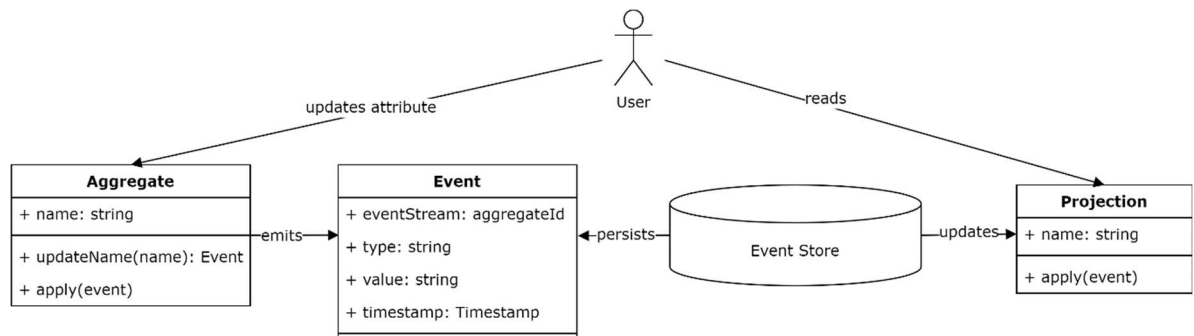 User
updates attribute
reads
Aggregate
+ name: string
+ updateName(name): Event
+ apply(event)
emits
Event
+ eventStream: aggregateId
+ type: string
+ value: string
+ timestamp: Timestamp
persists
Event Store
updates
Projection
+ name: string
+ apply(event)